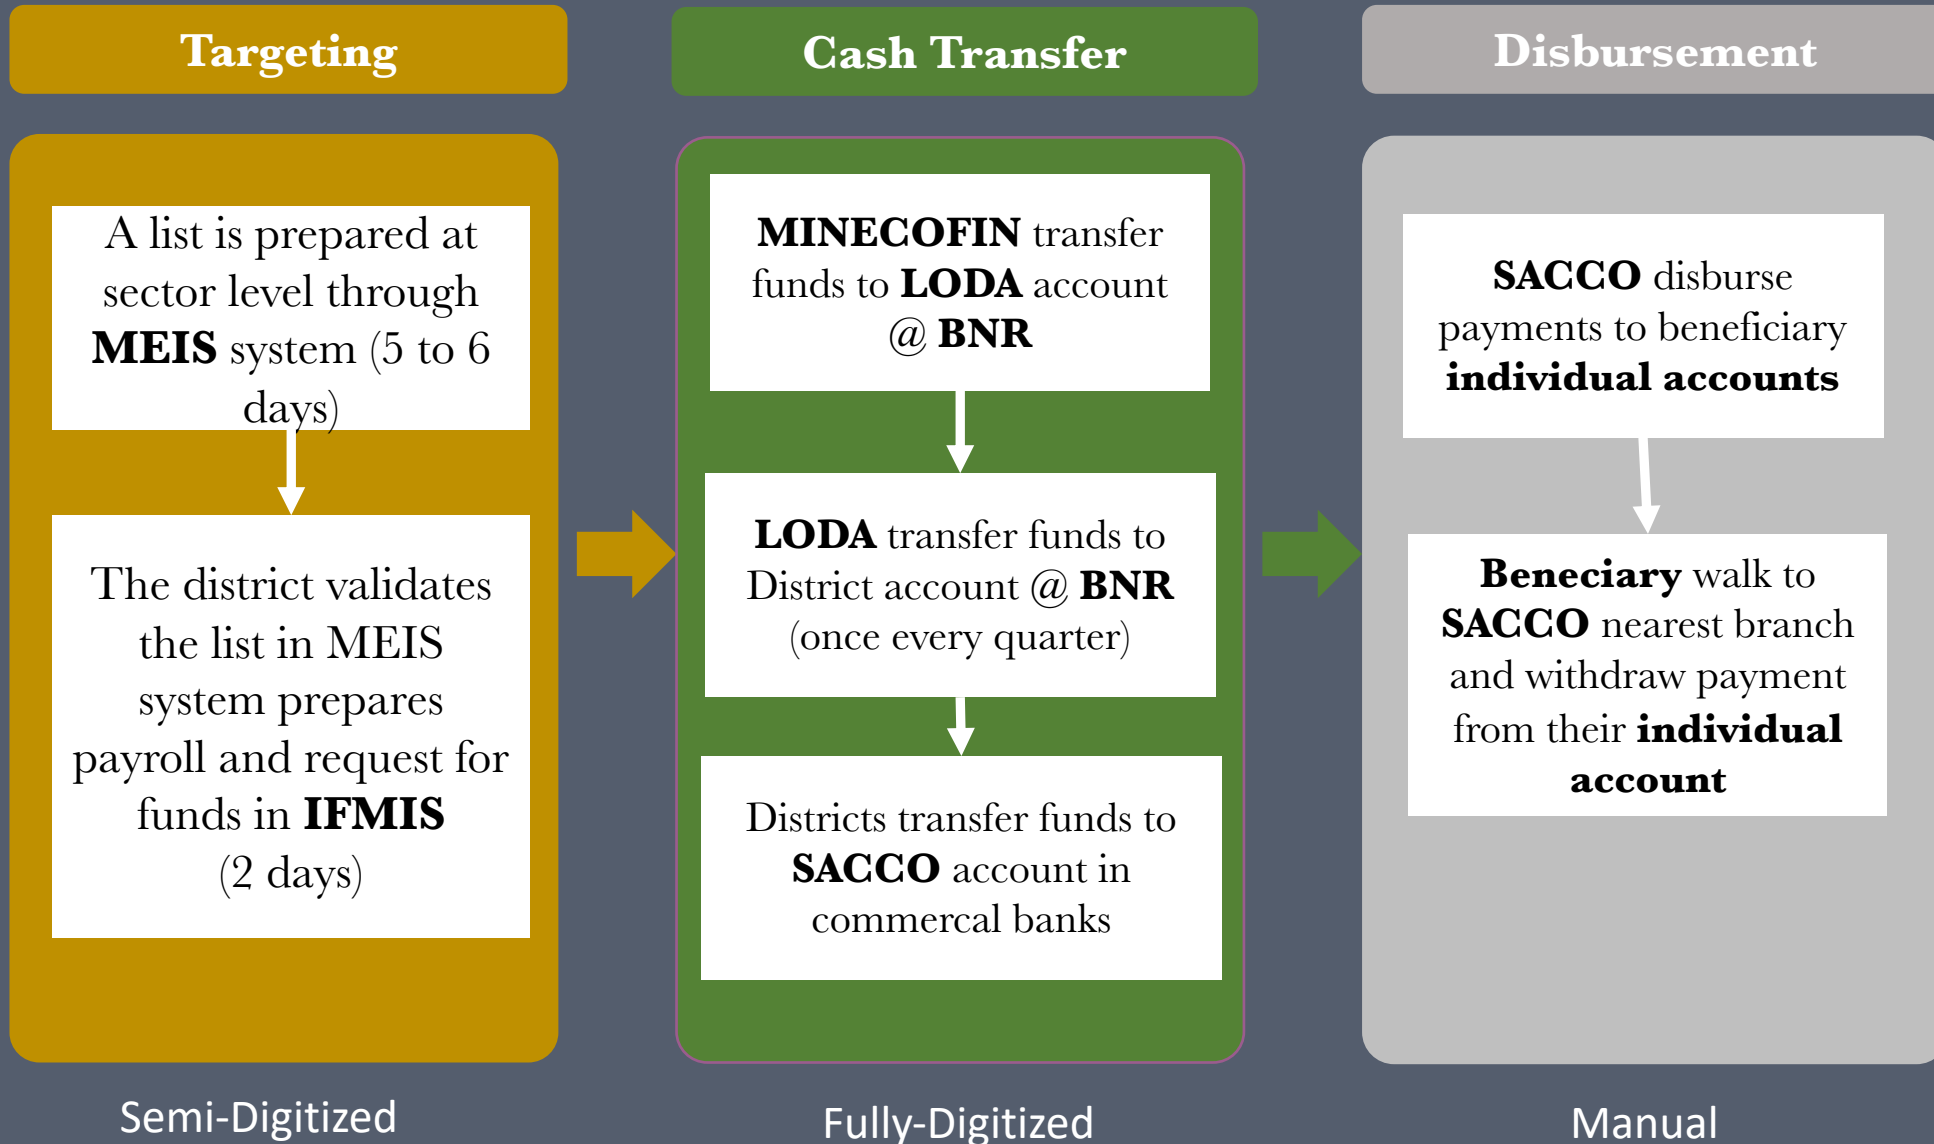 Targeting
A list is prepared at
sector level through
MEIS system (5 to 6
days)
The district validates
the list in MEIS
system prepares
payroll and request for
funds in IFMIS
(2 days)
Semi-Digitized
Cash Transfer
MINECOFIN transfer
funds to LODA account
@ BNR
LODA transfer funds to
District account @ BNR
(once every quarter)
Districts transfer funds to
SACCO account in
commercal banks
Fully-Digitized
Disbursement
SACCO disburse
payments to beneficiary
individual accounts
Beneciary walk to
SACCO nearest branch
and withdraw payment
from their individual
account
Manual